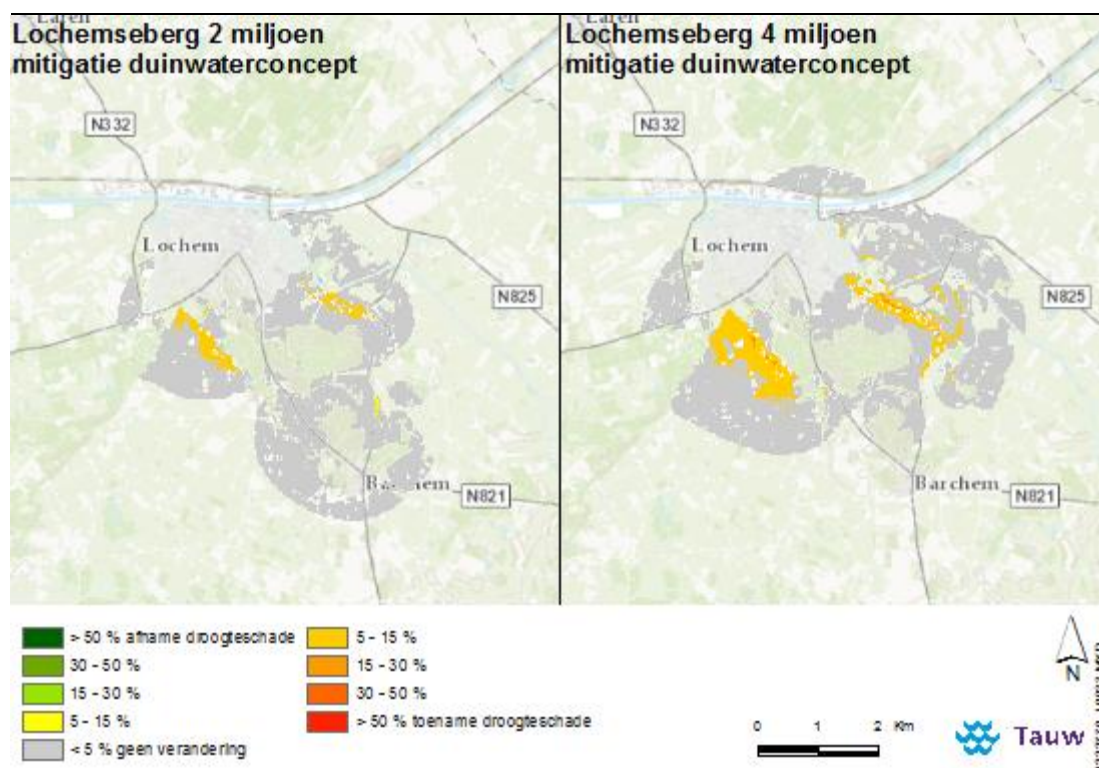 Laren
Lochemseberg 2 miljoen
mitigatie duinwaterconcept
N332
Lochem
N825
N821
Laren
Lochemseberg 4 miljoen
mitigatie duinwaterconcept
N332
Lochem
N825
Barchem
N821
> 50 % afname droogteschade
30 - 50 %
15 - 30 %
5 - 15 %
< 5 % geen verandering
5 - 15 %
15 - 30 %
30 - 50 %
> 50 % toename droogteschade
0 1 2 Km
N
Tauw